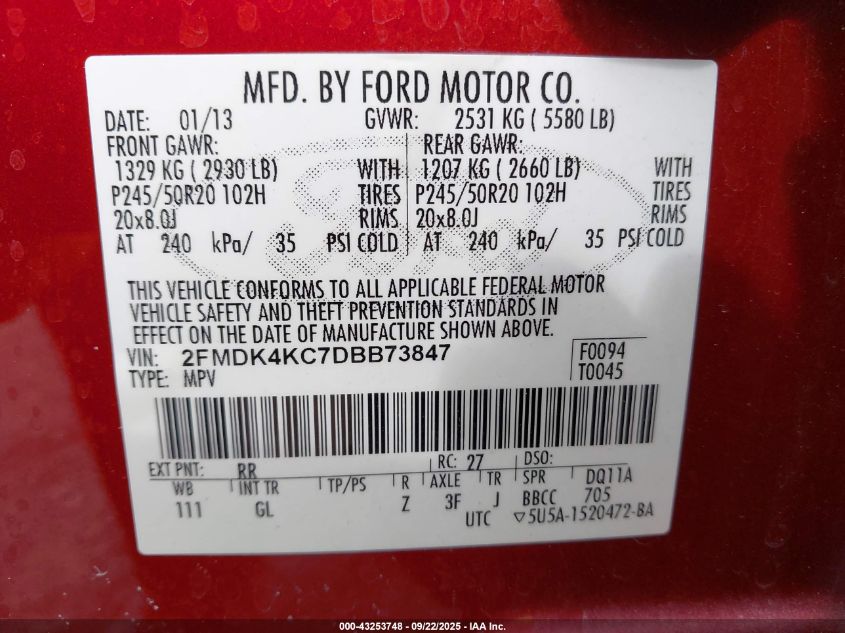 MFD. BY FORD MOTOR CO.
DATE: 01/13 GVWR: 2531 KG ( 5580 LB)
FRONT GAWR: REAR GAWR:
1329 KG ( 2930 LB) WITH 1207 KG ( 2660 LB) WITH
P245/50R20 102H TIRES P245/50R20 102H TIRES
20x8.0J RIMS 20x8.0J RIMS
AT 240 kPa/ 35 PSI COLD AT 240 kPa/ 35 PSI COLD
THIS VEHICLE CONFORMS TO ALL APPLICABLE FEDERAL MOTOR
VEHICLE SAFETY AND THEFT PREVENTION STANDARDS IN
EFFECT ON THE DATE OF MANUFACTURE SHOWN ABOVE.
VIN: 2FMDK4KC7DBB73847 F0094
TYPE: MPV T0045
EXT PNT: RR RC: 27 DSO:
WB INT TR TP/PS R AXLE TR SPR DQ11A
111 GL Z 3F J BBCC 705
UTC ▽5U5A-1520472-BA
000-43253748 - 09/22/2025 - IAA Inc.